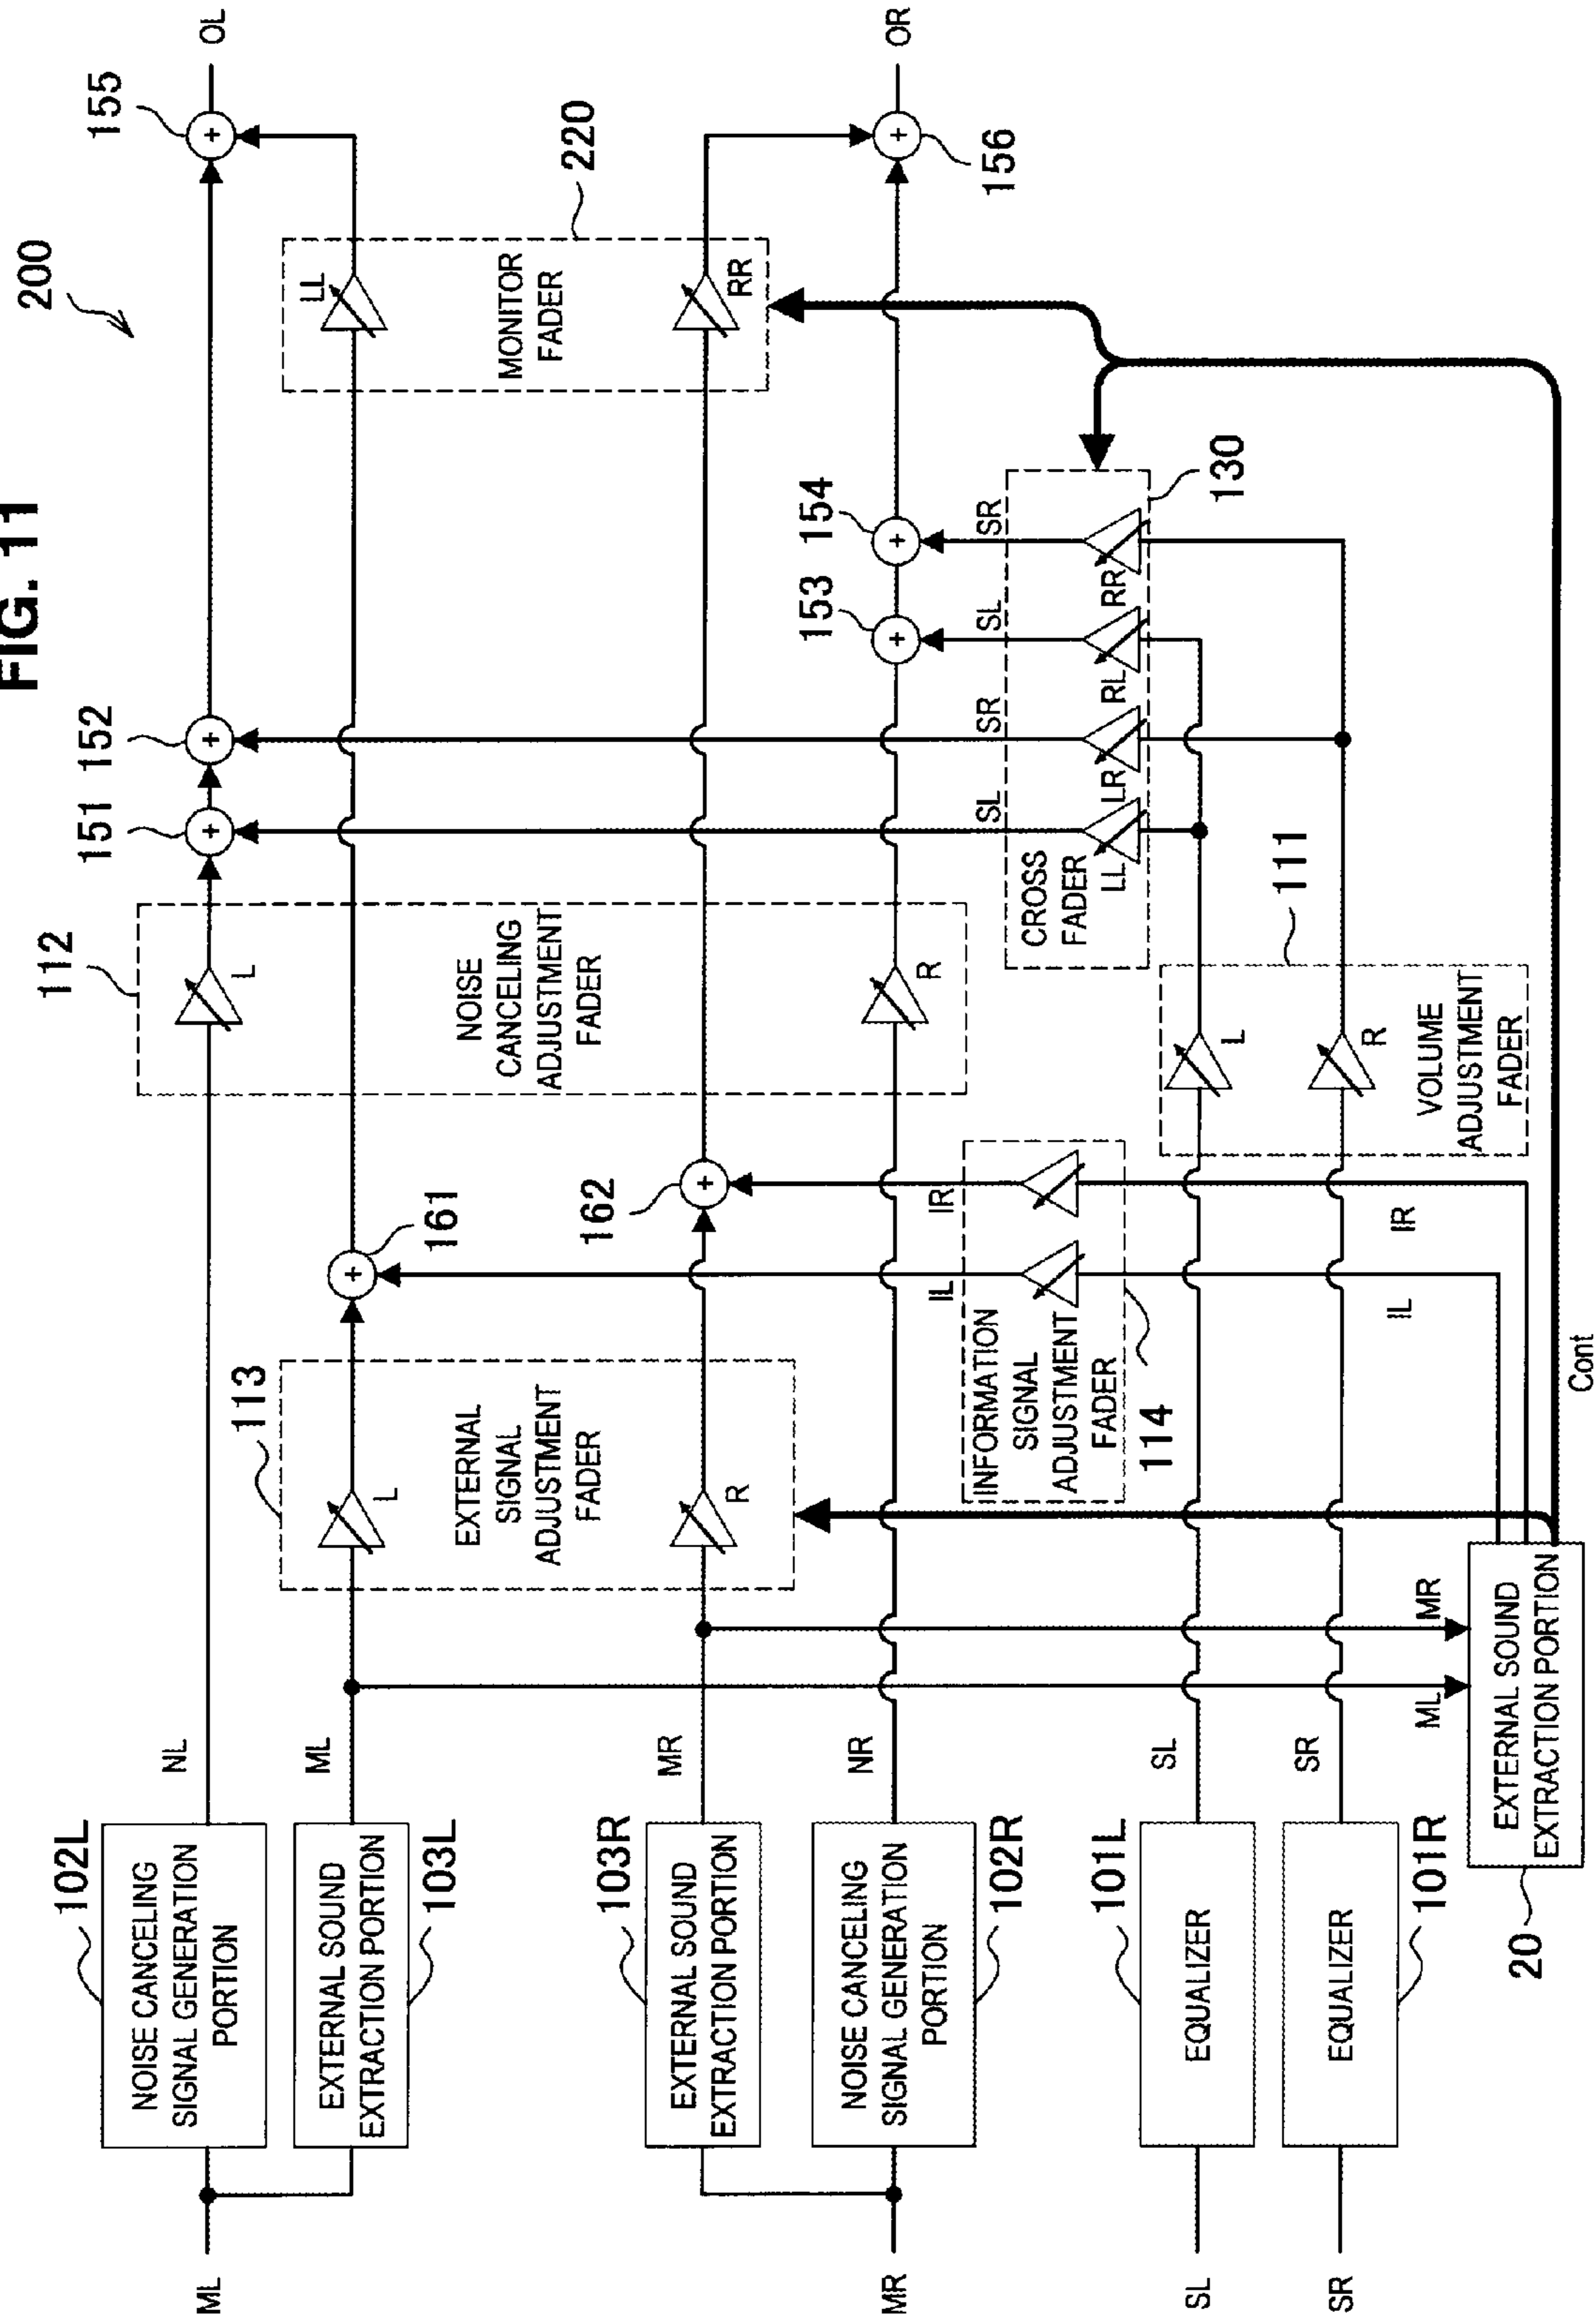 FIG. 11
200
102L
NOISE CANCELING
SIGNAL GENERATION
PORTION
EXTERNAL SOUND
EXTRACTION PORTION
103L
103R
EXTERNAL SOUND
EXTRACTION PORTION
NOISE CANCELING
SIGNAL GENERATION
PORTION
102R
101L
EQUALIZER
EQUALIZER
101R
ML
MR
SL
SR
NL
ML
MR
NR
SL
SR
ML
MR
EXTERNAL SOUND
EXTRACTION PORTION
20
113
L
EXTERNAL
SIGNAL
ADJUSTMENT
FADER
R
161
162
+
+
IL
IR
INFORMATION
SIGNAL
ADJUSTMENT
FADER
114
IL
IR
Cont
112
L
NOISE
CANCELING
ADJUSTMENT
FADER
R
111
L
R
VOLUME
ADJUSTMENT
FADER
151
152
+
+
153
154
+
+
SL
SR
SL
SR
CROSS
FADER
LL
LR
RL
RR
130
LL
MONITOR
FADER
RR
220
155
+
OL
156
+
OR